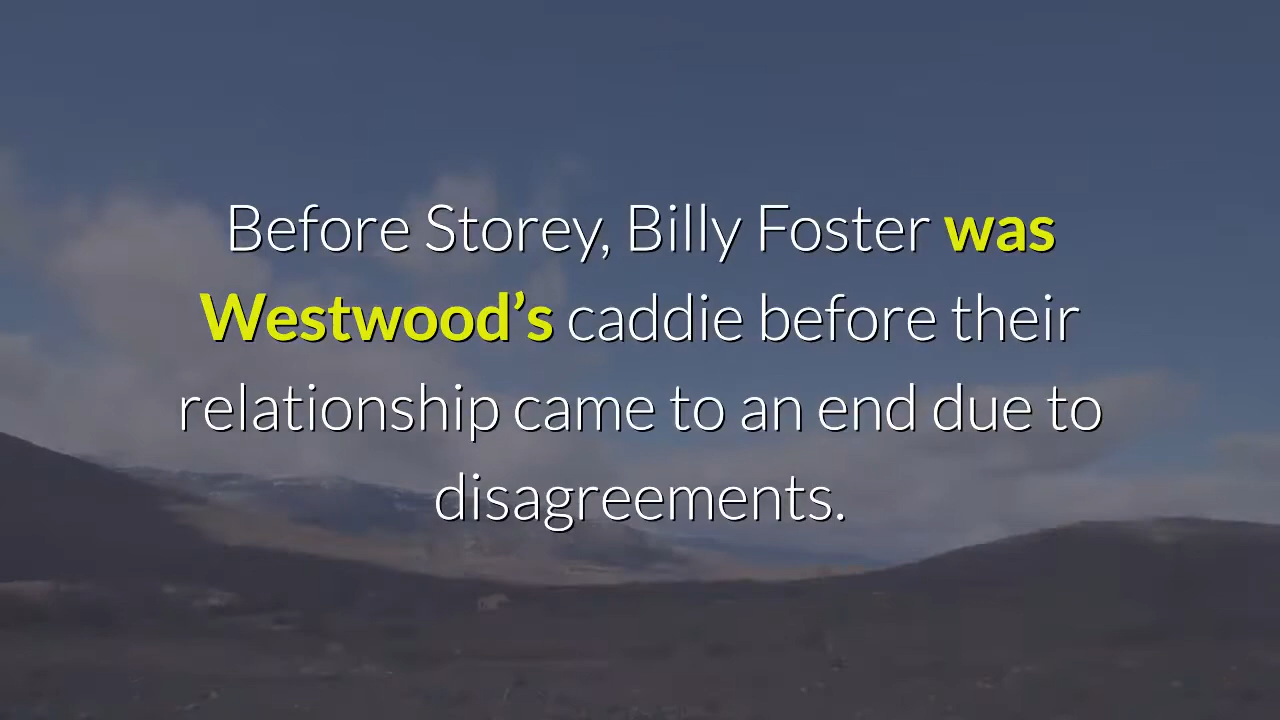 Before Storey, Billy Foster was
Westwood’s caddie before their
relationship came to an end due to
disagreements.